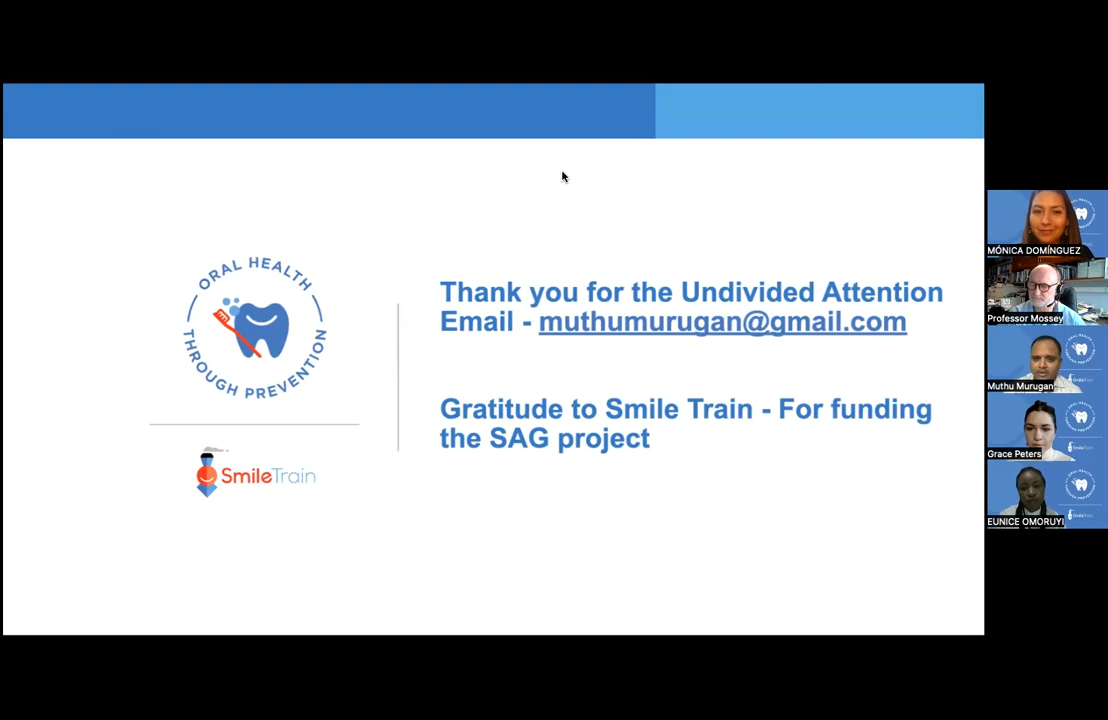 ORAL HEALTH
THROUGH PREVENTION
SmileTrain
Thank you for the Undivided Attention
Email - muthumurugan@gmail.com
Gratitude to Smile Train - For funding
the SAG project
MÓNICA DOMÍNGUEZ
Professor Mossey
Muthu Murugan
Grace Peters
EUNICE OMORUYI